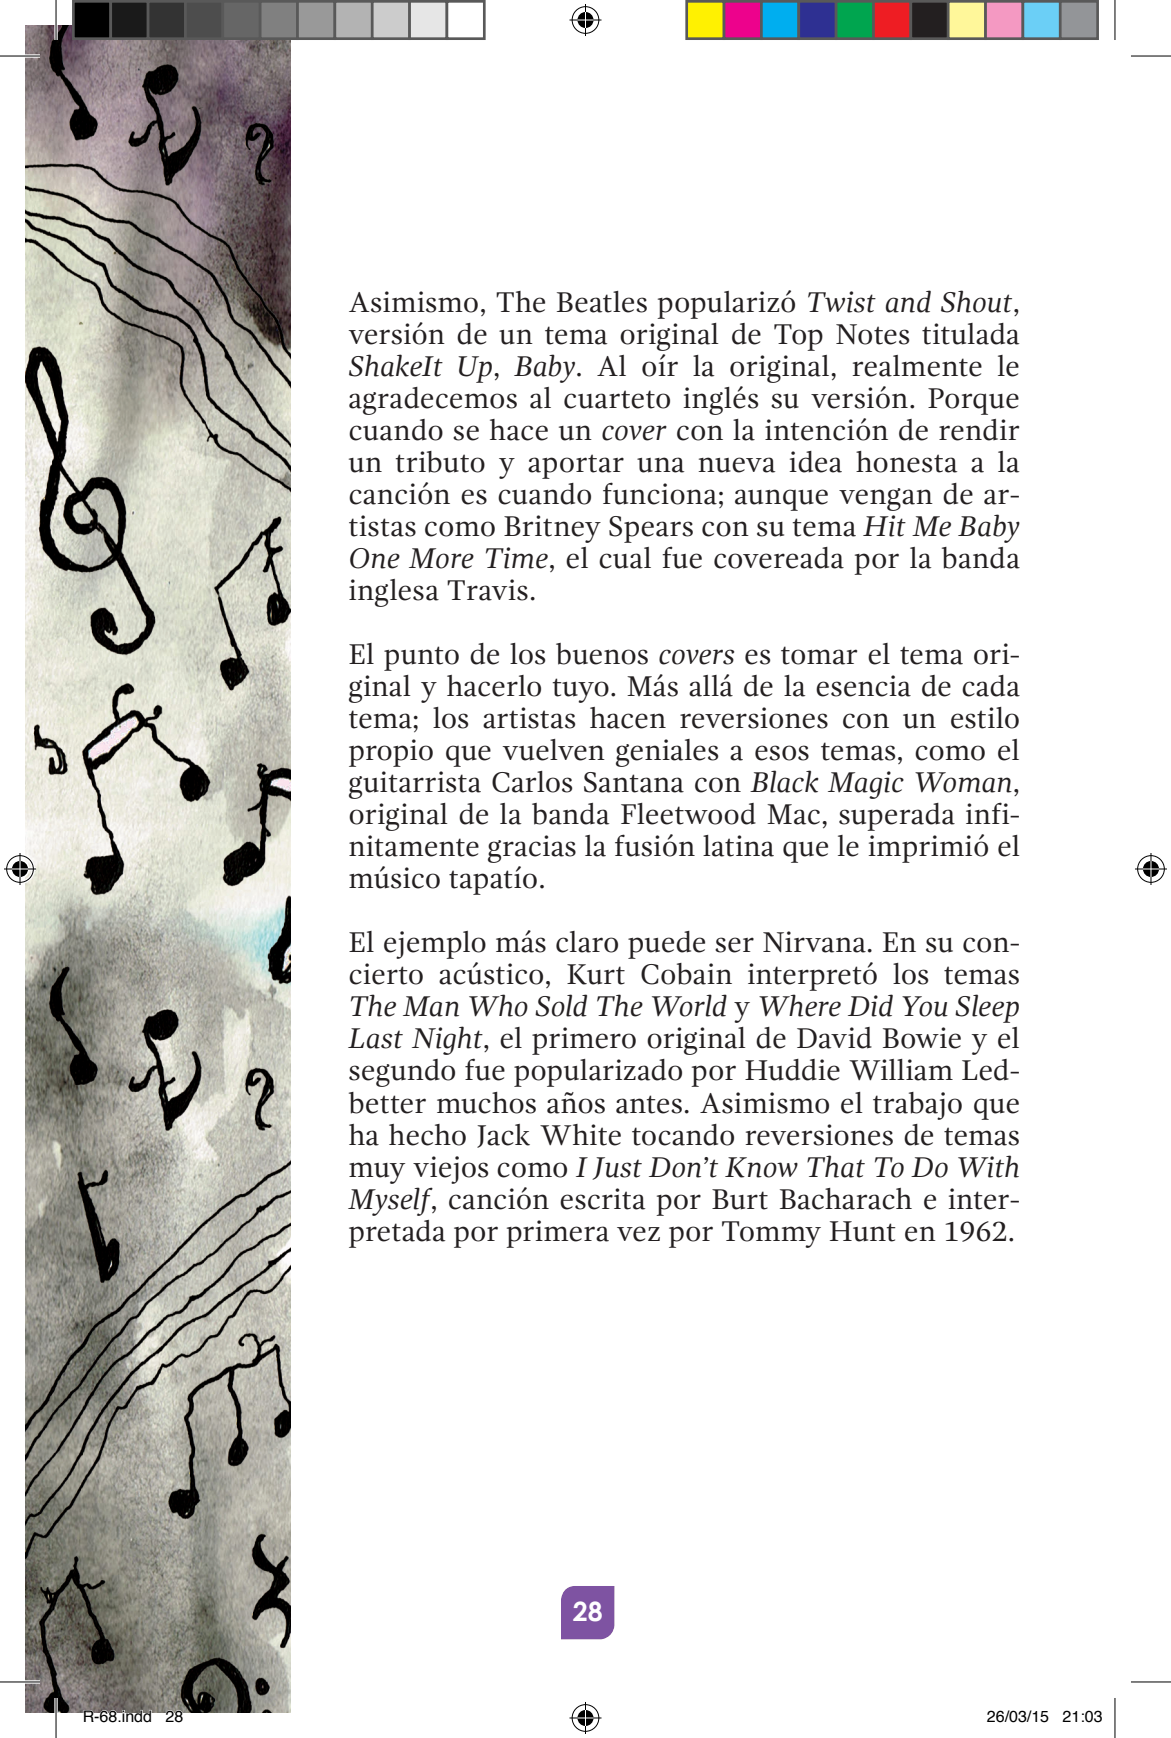 Asimismo, The Beatles popularizó Twist and Shout,
versión de un tema original de Top Notes titulada
ShakeIt Up, Baby. Al oír la original, realmente le
agradecemos al cuarteto inglés su versión. Porque
cuando se hace un cover con la intención de rendir
un tributo y aportar una nueva idea honesta a la
canción es cuando funciona; aunque vengan de ar-
tistas como Britney Spears con su tema Hit Me Baby
One More Time, el cual fue covereada por la banda
inglesa Travis.
El punto de los buenos covers es tomar el tema ori-
ginal y hacerlo tuyo. Más allá de la esencia de cada
tema; los artistas hacen reversiones con un estilo
propio que vuelven geniales a esos temas, como el
guitarrista Carlos Santana con Black Magic Woman,
original de la banda Fleetwood Mac, superada infi-
nitamente gracias la fusión latina que le imprimió el
músico tapatío.
El ejemplo más claro puede ser Nirvana. En su con-
cierto acústico, Kurt Cobain interpretó los temas
The Man Who Sold The World y Where Did You Sleep
Last Night, el primero original de David Bowie y el
segundo fue popularizado por Huddie William Led-
better muchos años antes. Asimismo el trabajo que
ha hecho Jack White tocando reversiones de temas
muy viejos como I Just Don’t Know That To Do With
Myself, canción escrita por Burt Bacharach e inter-
pretada por primera vez por Tommy Hunt en 1962.
28
R-68.indd 28
26/03/15 21:03